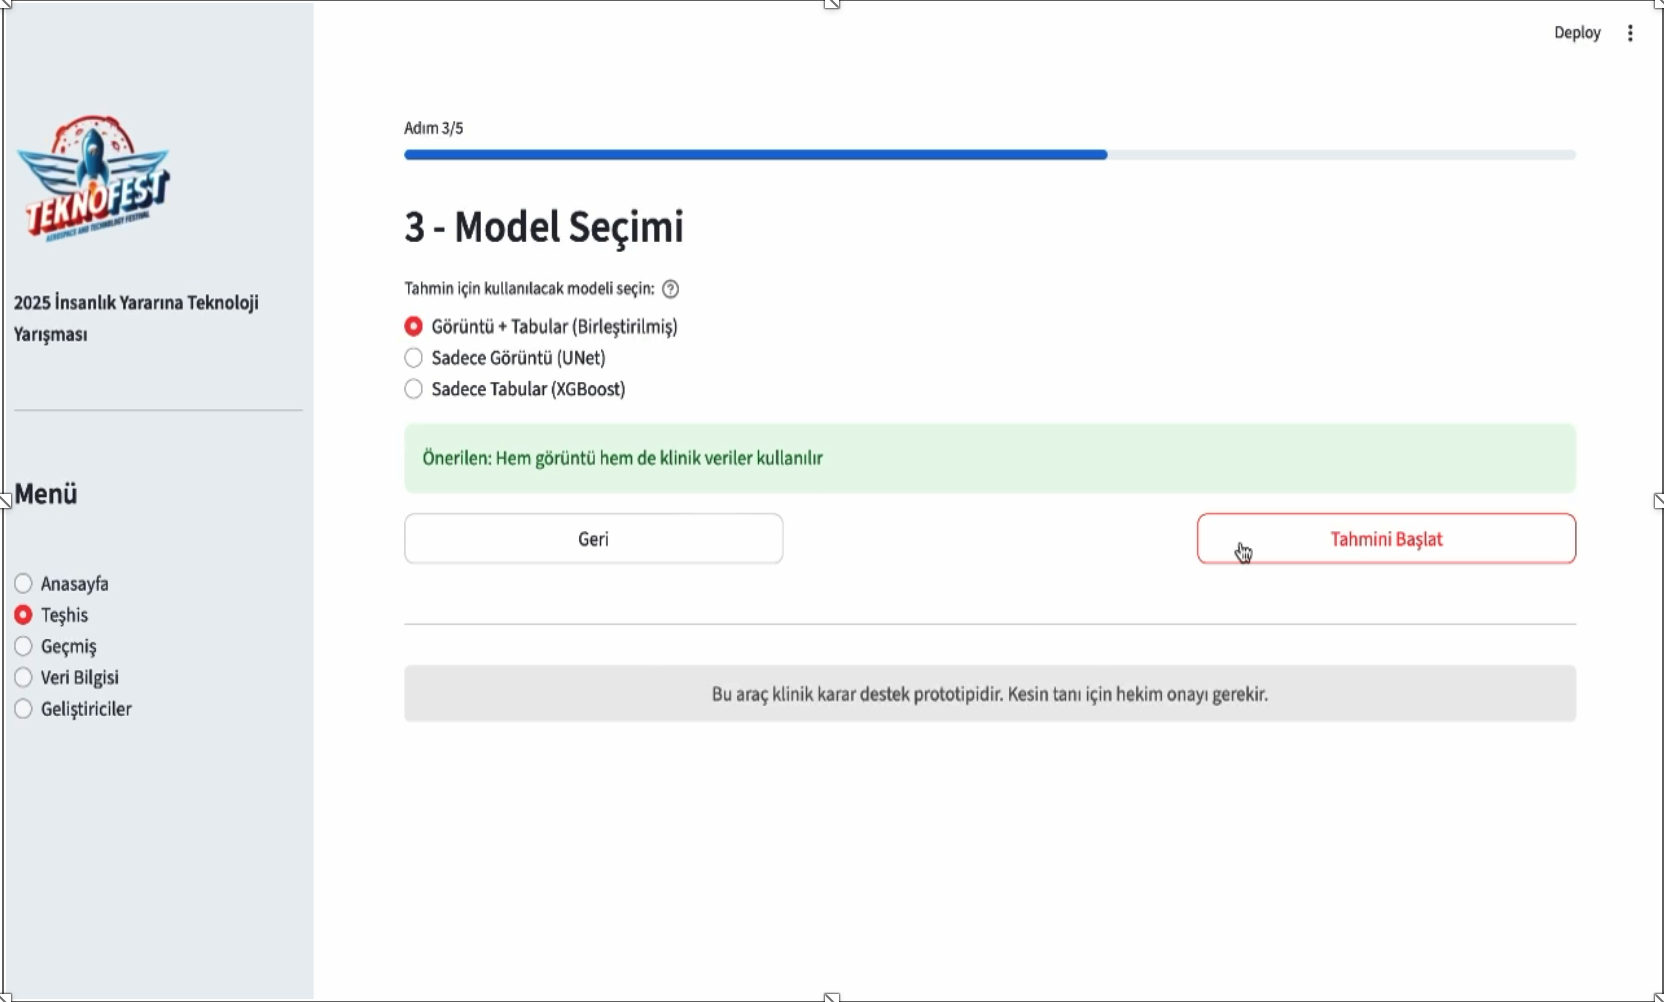 Deploy
TEKNOFEST
AEROSPACE AND TECHNOLOGY FESTIVAL
2025 İnsanlık Yararına Teknoloji
Yarışması
Menü
Anasayfa
Teşhis
Geçmiş
Veri Bilgisi
Geliştiriciler
Adım 3/5
3 - Model Seçimi
Tahmin için kullanılacak modeli seçin: ?
Görüntü + Tabular (Birleştirilmiş)
Sadece Görüntü (UNet)
Sadece Tabular (XGBoost)
Önerilen: Hem görüntü hem de klinik veriler kullanılır
Geri
Tahmini Başlat
Bu araç klinik karar destek prototipidir. Kesin tanı için hekim onayı gerekir.